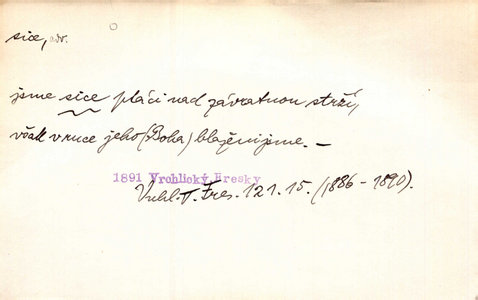 sice, adv.
jsme sice ptáci nad závratnou strží,
však v ruce jeho (Boha) blaženi jsme. –
1891 Vrchlický, Fresky
Vrchl. V. Fres. 121. 15. (1886–1890).